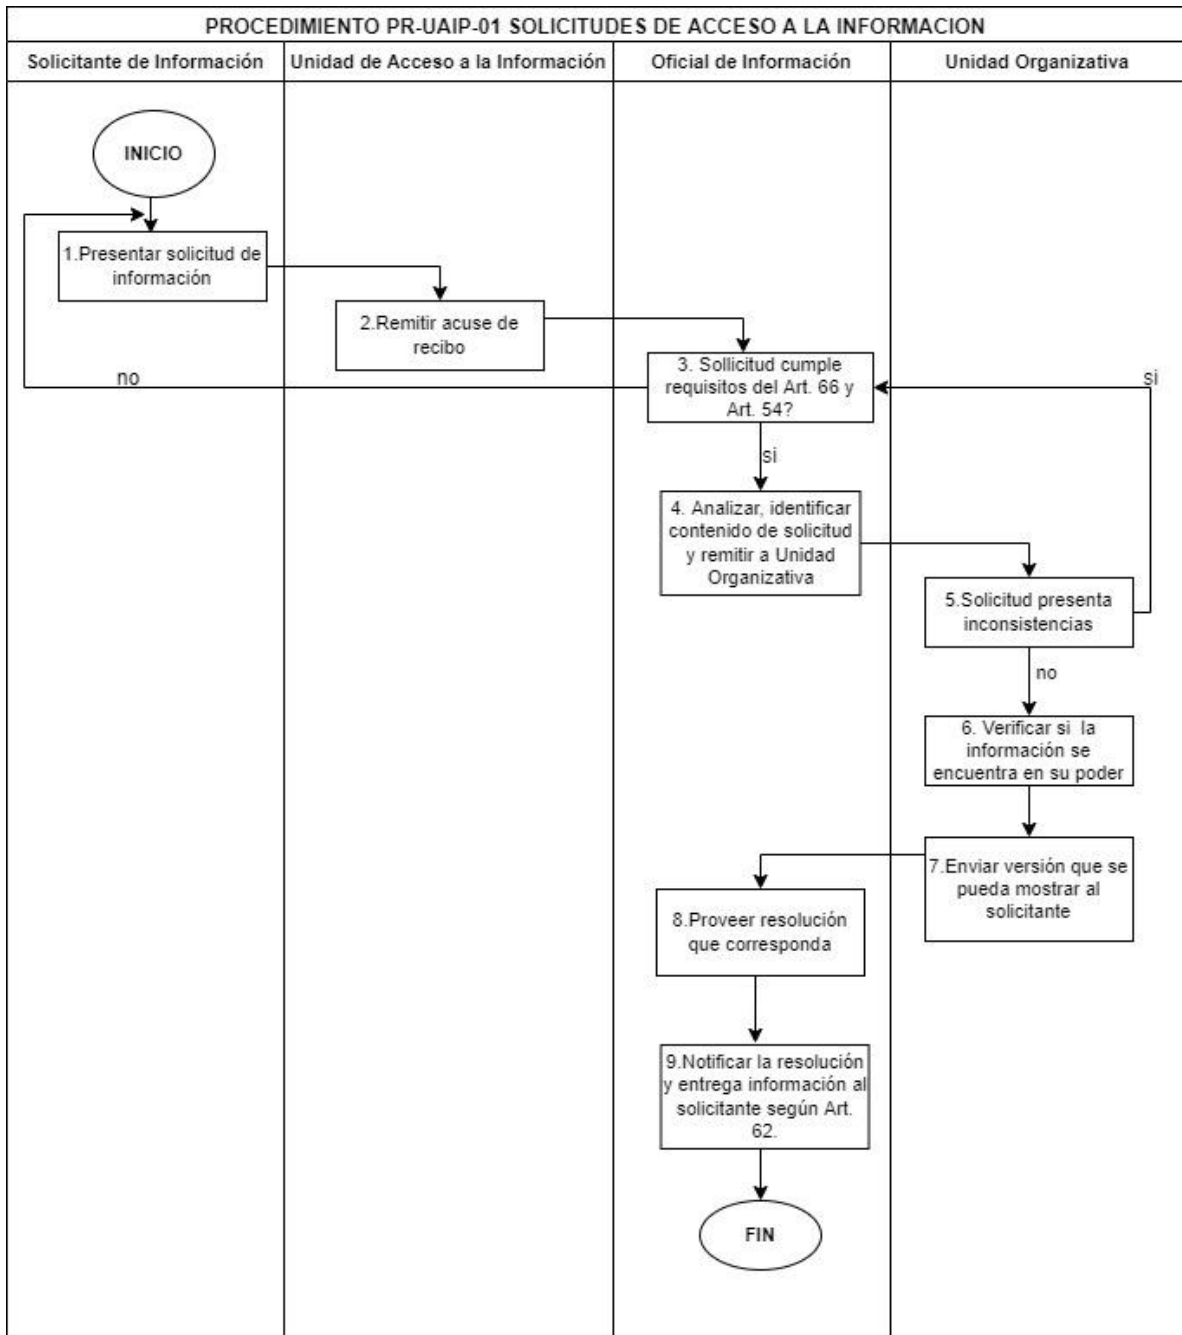 PROCEDIMIENTO PR-UAIP-01 SOLICITUDES DE ACCESO A LA INFORMACION
Solicitante de Información
Unidad de Acceso a la Información
Oficial de Información
Unidad Organizativa
INICIO
1.Presentar solicitud de
información
2.Remitir acuse de
recibo
3. Sollicitud cumple
requisitos del Art. 66 y
Art. 54?
no
si
si
4. Analizar, identificar
contenido de solicitud
y remitir a Unidad
Organizativa
5.Solicitud presenta
inconsistencias
no
6. Verificar si la
información se
encuentra en su poder
7.Enviar versión que se
pueda mostrar al
solicitante
8.Proveer resolución
que corresponda
9.Notificar la resolución
y entrega información al
solicitante según Art.
62.
FIN